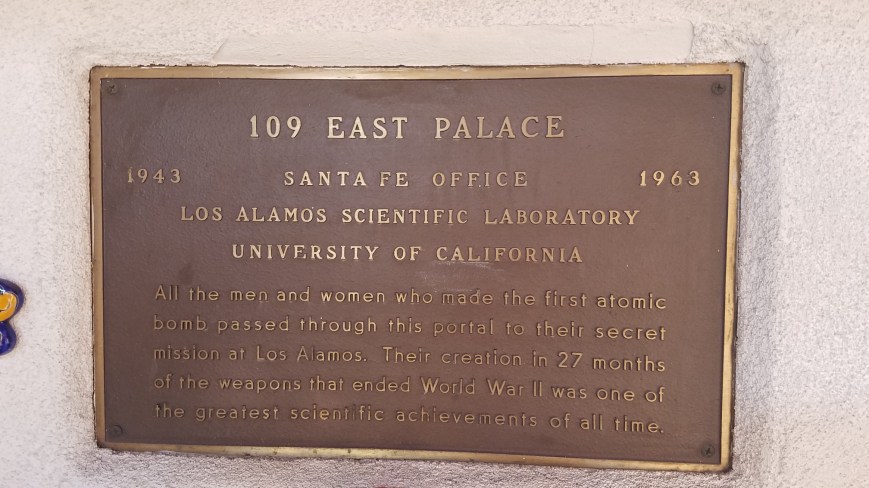 109 EAST PALACE
1943 SANTA FE OFFICE 1963
LOS ALAMOS SCIENTIFIC LABORATORY
UNIVERSITY OF CALIFORNIA
All the men and women who made the first atomic
bomb passed through this portal to their secret
mission at Los Alamos. Their creation in 27 months
of the weapons that ended World War II was one of
the greatest scientific achievements of all time.